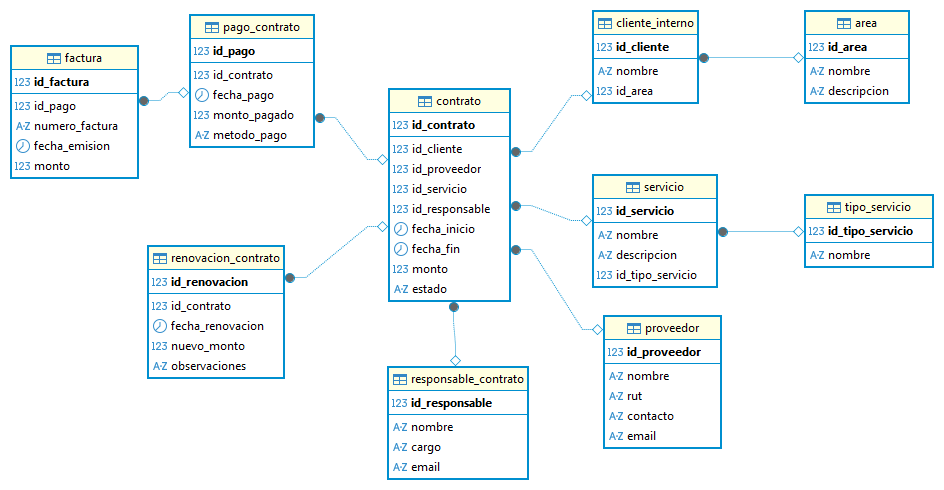 factura
123 id_factura
123 id_pago
A-Z numero_factura
fecha_emision
123 monto
pago_contrato
123 id_pago
123 id_contrato
fecha_pago
123 monto_pagado
A-Z metodo_pago
renovacion_contrato
123 id_renovacion
123 id_contrato
fecha_renovacion
123 nuevo_monto
A-Z observaciones
contrato
123 id_contrato
123 id_cliente
123 id_proveedor
123 id_servicio
123 id_responsable
fecha_inicio
fecha_fin
123 monto
A-Z estado
responsable_contrato
123 id_responsable
A-Z nombre
A-Z cargo
A-Z email
cliente_interno
123 id_cliente
A-Z nombre
123 id_area
area
123 id_area
A-Z nombre
A-Z descripcion
servicio
123 id_servicio
A-Z nombre
A-Z descripcion
123 id_tipo_servicio
tipo_servicio
123 id_tipo_servicio
A-Z nombre
proveedor
123 id_proveedor
A-Z nombre
A-Z rut
A-Z contacto
A-Z email